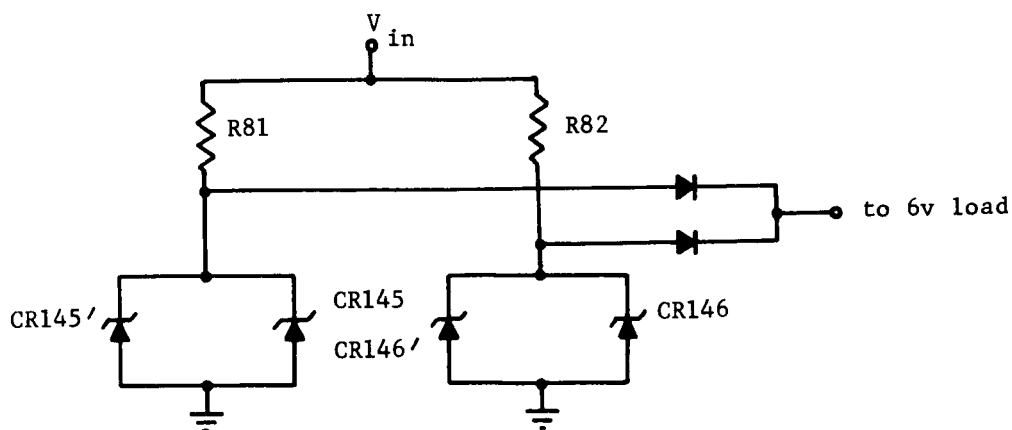 V in
R81
R82
to 6v load
CR145′
CR145
CR146′
CR146